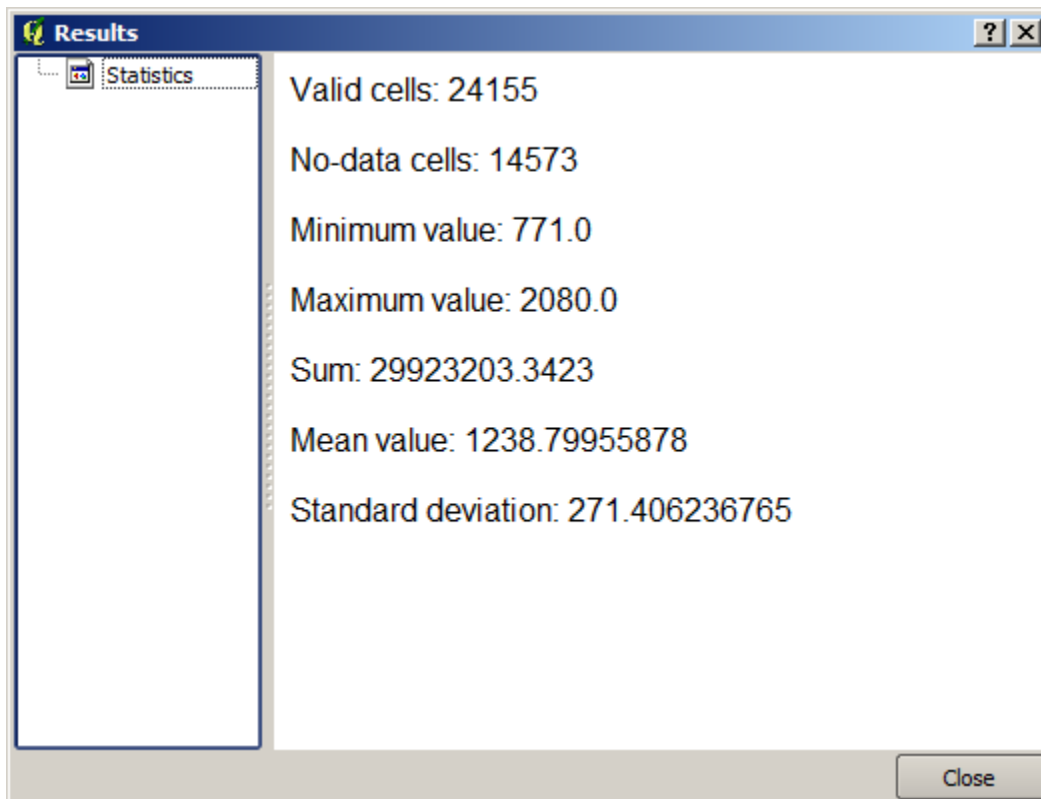 Results
Statistics
Valid cells: 24155
No-data cells: 14573
Minimum value: 771.0
Maximum value: 2080.0
Sum: 29923203.3423
Mean value: 1238.79955878
Standard deviation: 271.406236765
Close